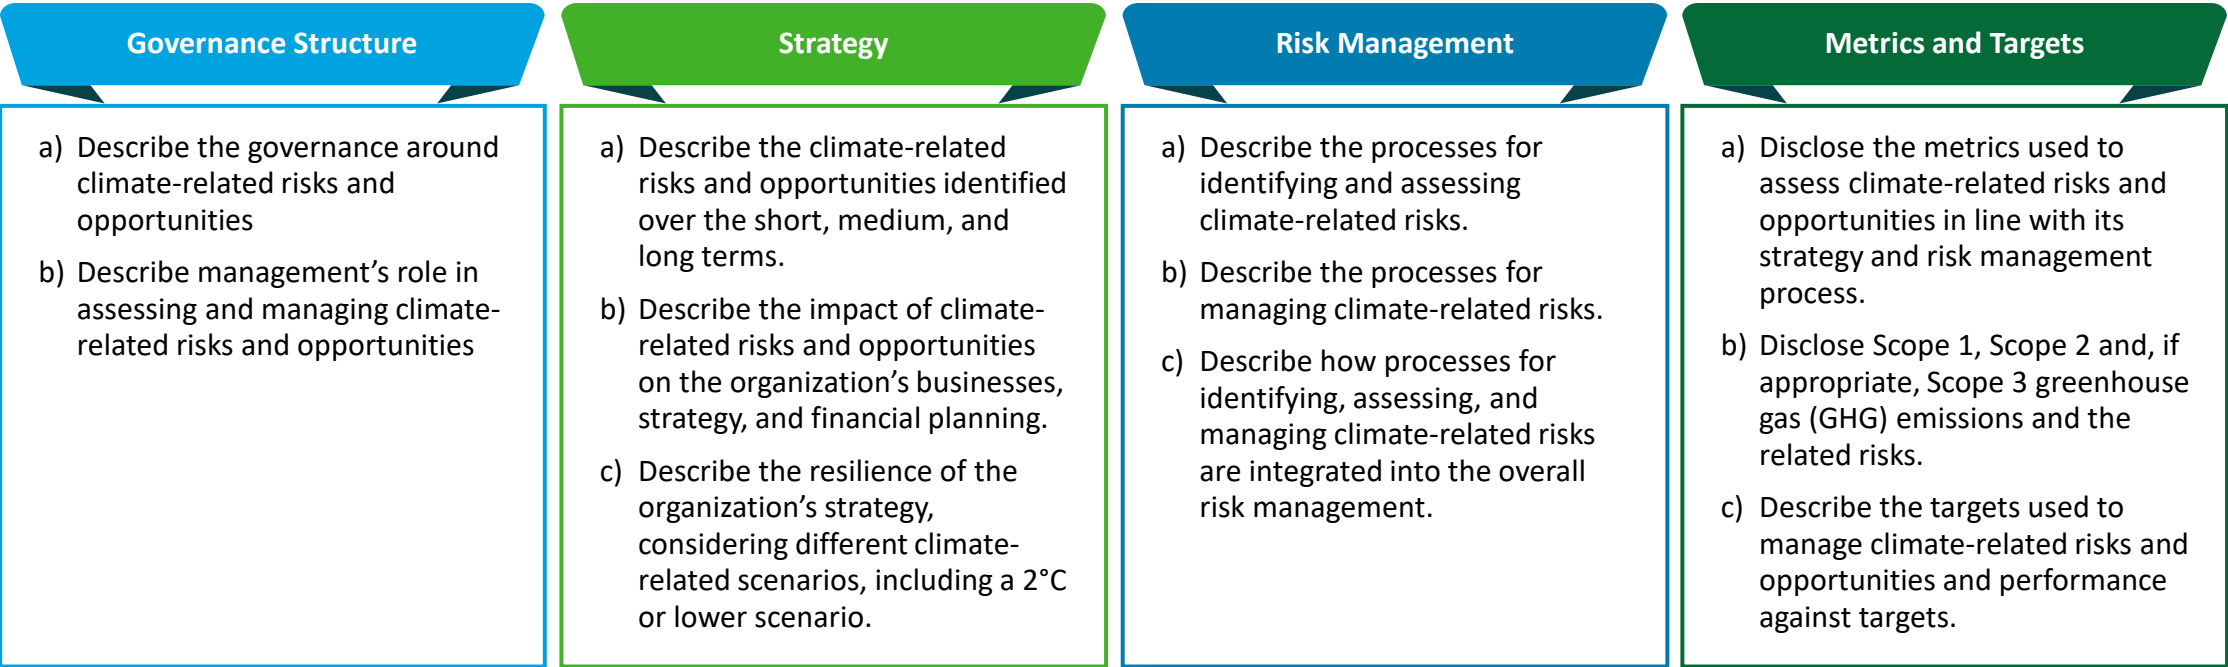 Governance Structure
a) Describe the governance around
climate-related risks and
opportunities
b) Describe management’s role in
assessing and managing climate-
related risks and opportunities
Strategy
a) Describe the climate-related
risks and opportunities identified
over the short, medium, and
long terms.
b) Describe the impact of climate-
related risks and opportunities
on the organization’s businesses,
strategy, and financial planning.
c) Describe the resilience of the
organization’s strategy,
considering different climate-
related scenarios, including a 2°C
or lower scenario.
Risk Management
a) Describe the processes for
identifying and assessing
climate-related risks.
b) Describe the processes for
managing climate-related risks.
c) Describe how processes for
identifying, assessing, and
managing climate-related risks
are integrated into the overall
risk management.
Metrics and Targets
a) Disclose the metrics used to
assess climate-related risks and
opportunities in line with its
strategy and risk management
process.
b) Disclose Scope 1, Scope 2 and, if
appropriate, Scope 3 greenhouse
gas (GHG) emissions and the
related risks.
c) Describe the targets used to
manage climate-related risks and
opportunities and performance
against targets.